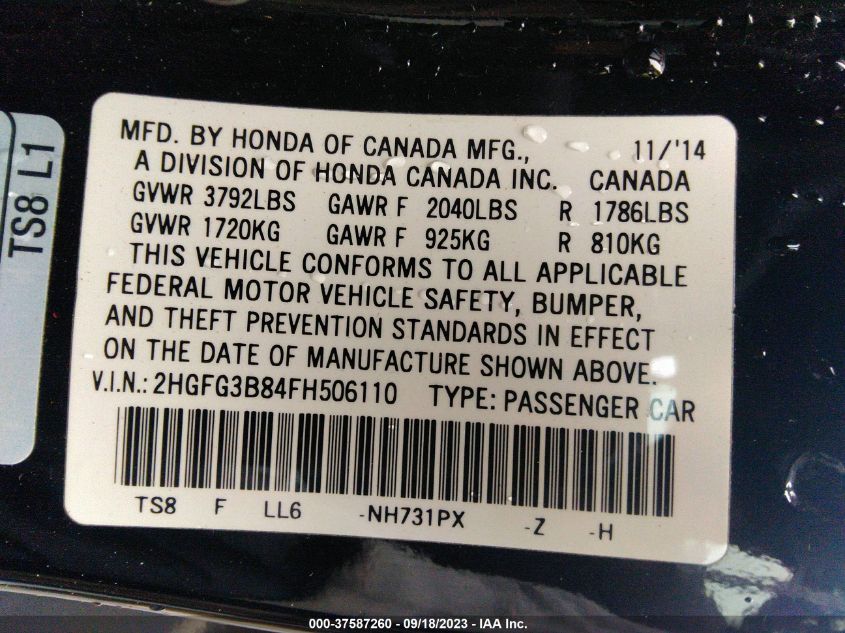 MFD. BY HONDA OF CANADA MFG., 11/'14
A DIVISION OF HONDA CANADA INC. CANADA
GVWR 3792LBS GAWR F 2040LBS R 1786LBS
GVWR 1720KG GAWR F 925KG R 810KG
THIS VEHICLE CONFORMS TO ALL APPLICABLE
FEDERAL MOTOR VEHICLE SAFETY, BUMPER,
AND THEFT PREVENTION STANDARDS IN EFFECT
ON THE DATE OF MANUFACTURE SHOWN ABOVE.
V.I.N.: 2HGFG3B84FH506110 TYPE: PASSENGER CAR
TS8 F LL6 -NH731PX -Z -H
TS8 L1
000-37587260 - 09/18/2023 - IAA Inc.